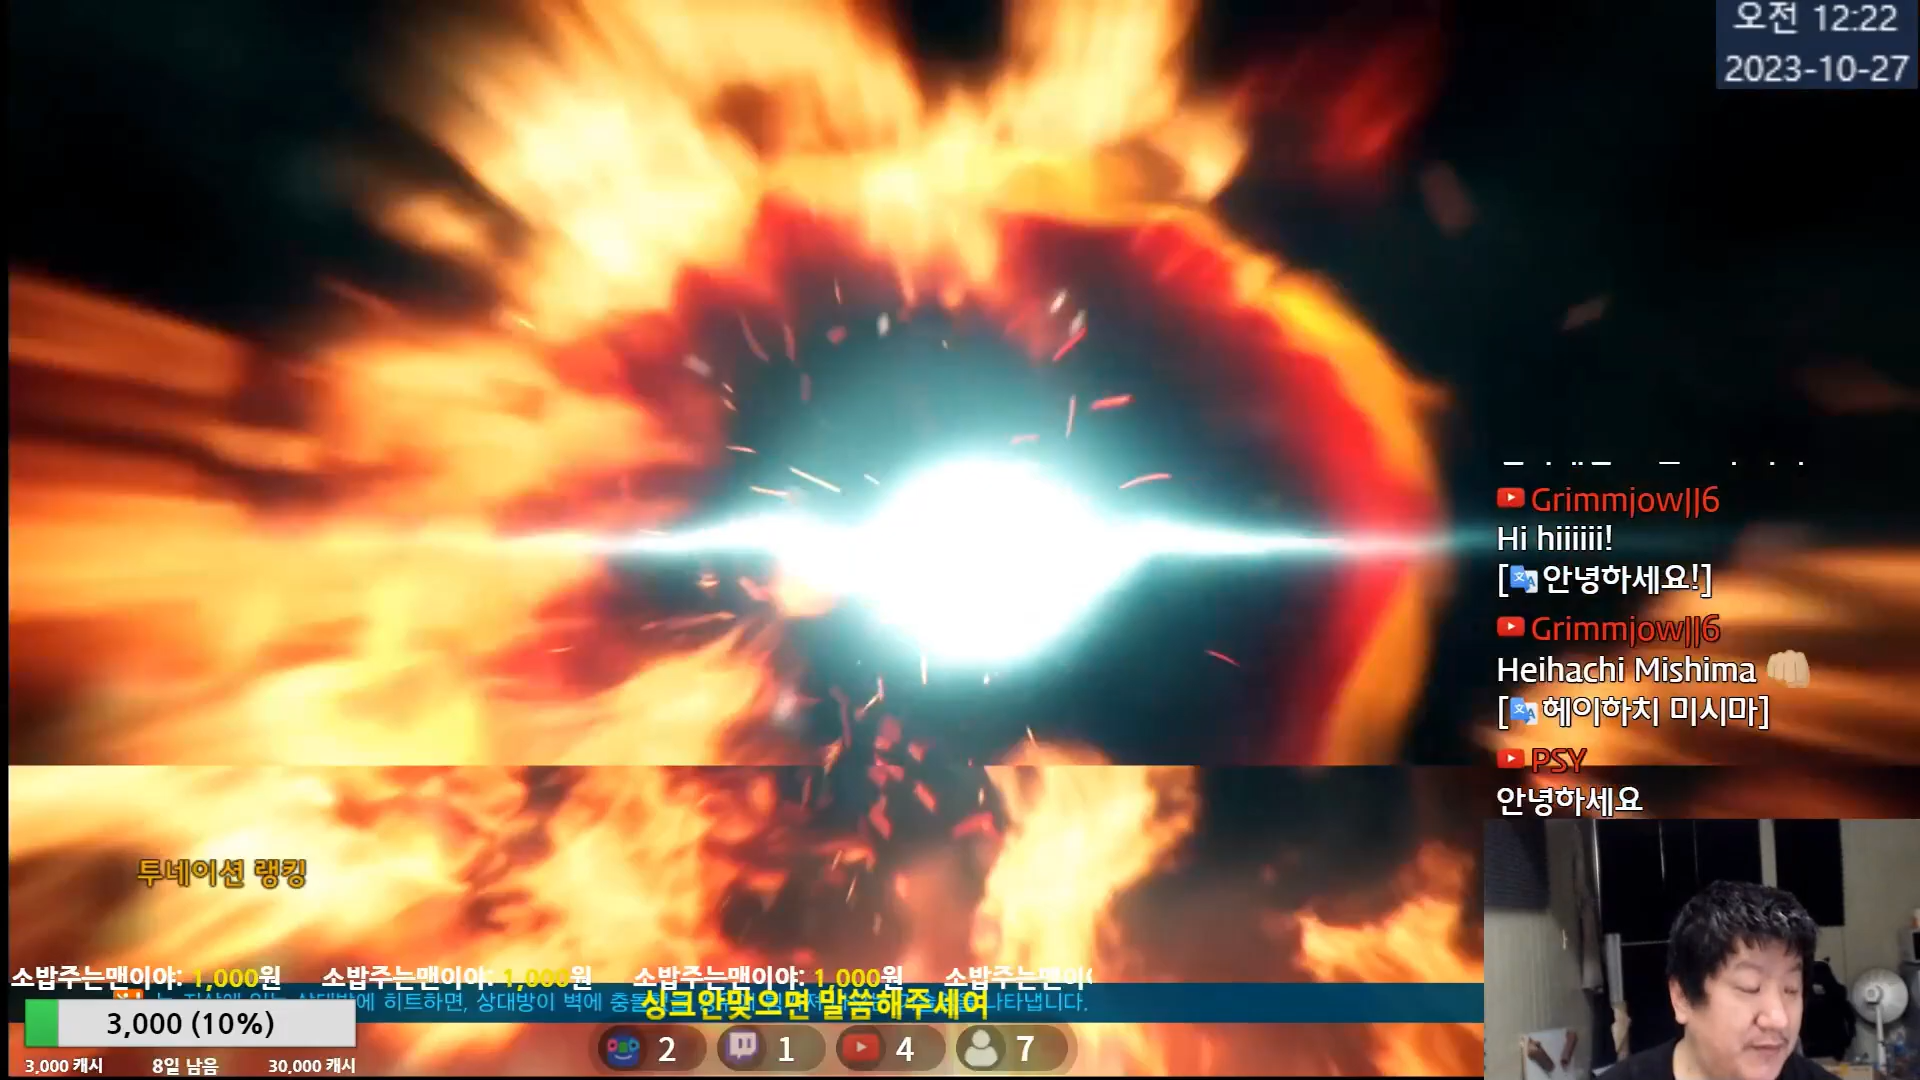 오전 12:22
2023-10-27
Grimmjow||6
Hi hiiiiii!
[안녕하세요!]
Grimmjow||6
Heihachi Mishima
[헤이하치 미시마]
PSY
안녕하세요
투네이션 랭킹
소밥주는맨이야: 1,000원 소밥주는맨이야: 1,000원 소밥주는맨이야: 1,000원 소밥주는맨이
히트하면, 상대방이 벽에 나타냅니다.
싱크안맞으면 말씀해주세여
3,000 (10%)
3,000 캐시 8일 남음 30,000 캐시
2 1 4 7